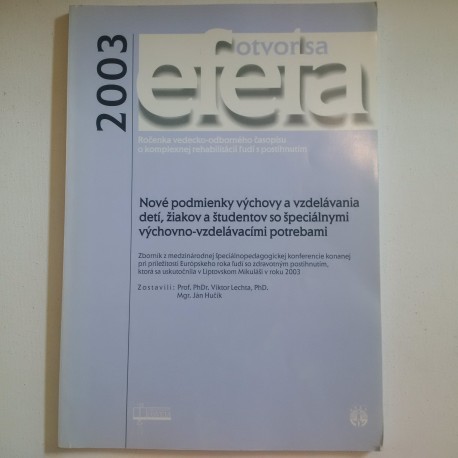 2003
otvor sa
efeta
Ročenka vedecko-odborného časopisu
o komplexnej rehabilitácii ľudí s postihnutím
Nové podmienky výchovy a vzdelávania
detí, žiakov a študentov so špeciálnymi
výchovno-vzdelávacími potrebami
Zborník z medzinárodnej špeciálnopedagogickej konferencie konanej
pri príležitosti Európskeho roka ľudí so zdravotným postihnutím,
ktorá sa uskutočnila v Liptovskom Mikuláši v roku 2003
Zostavili: Prof. PhDr. Viktor Lechta, PhD.
Mgr. Ján Hučík